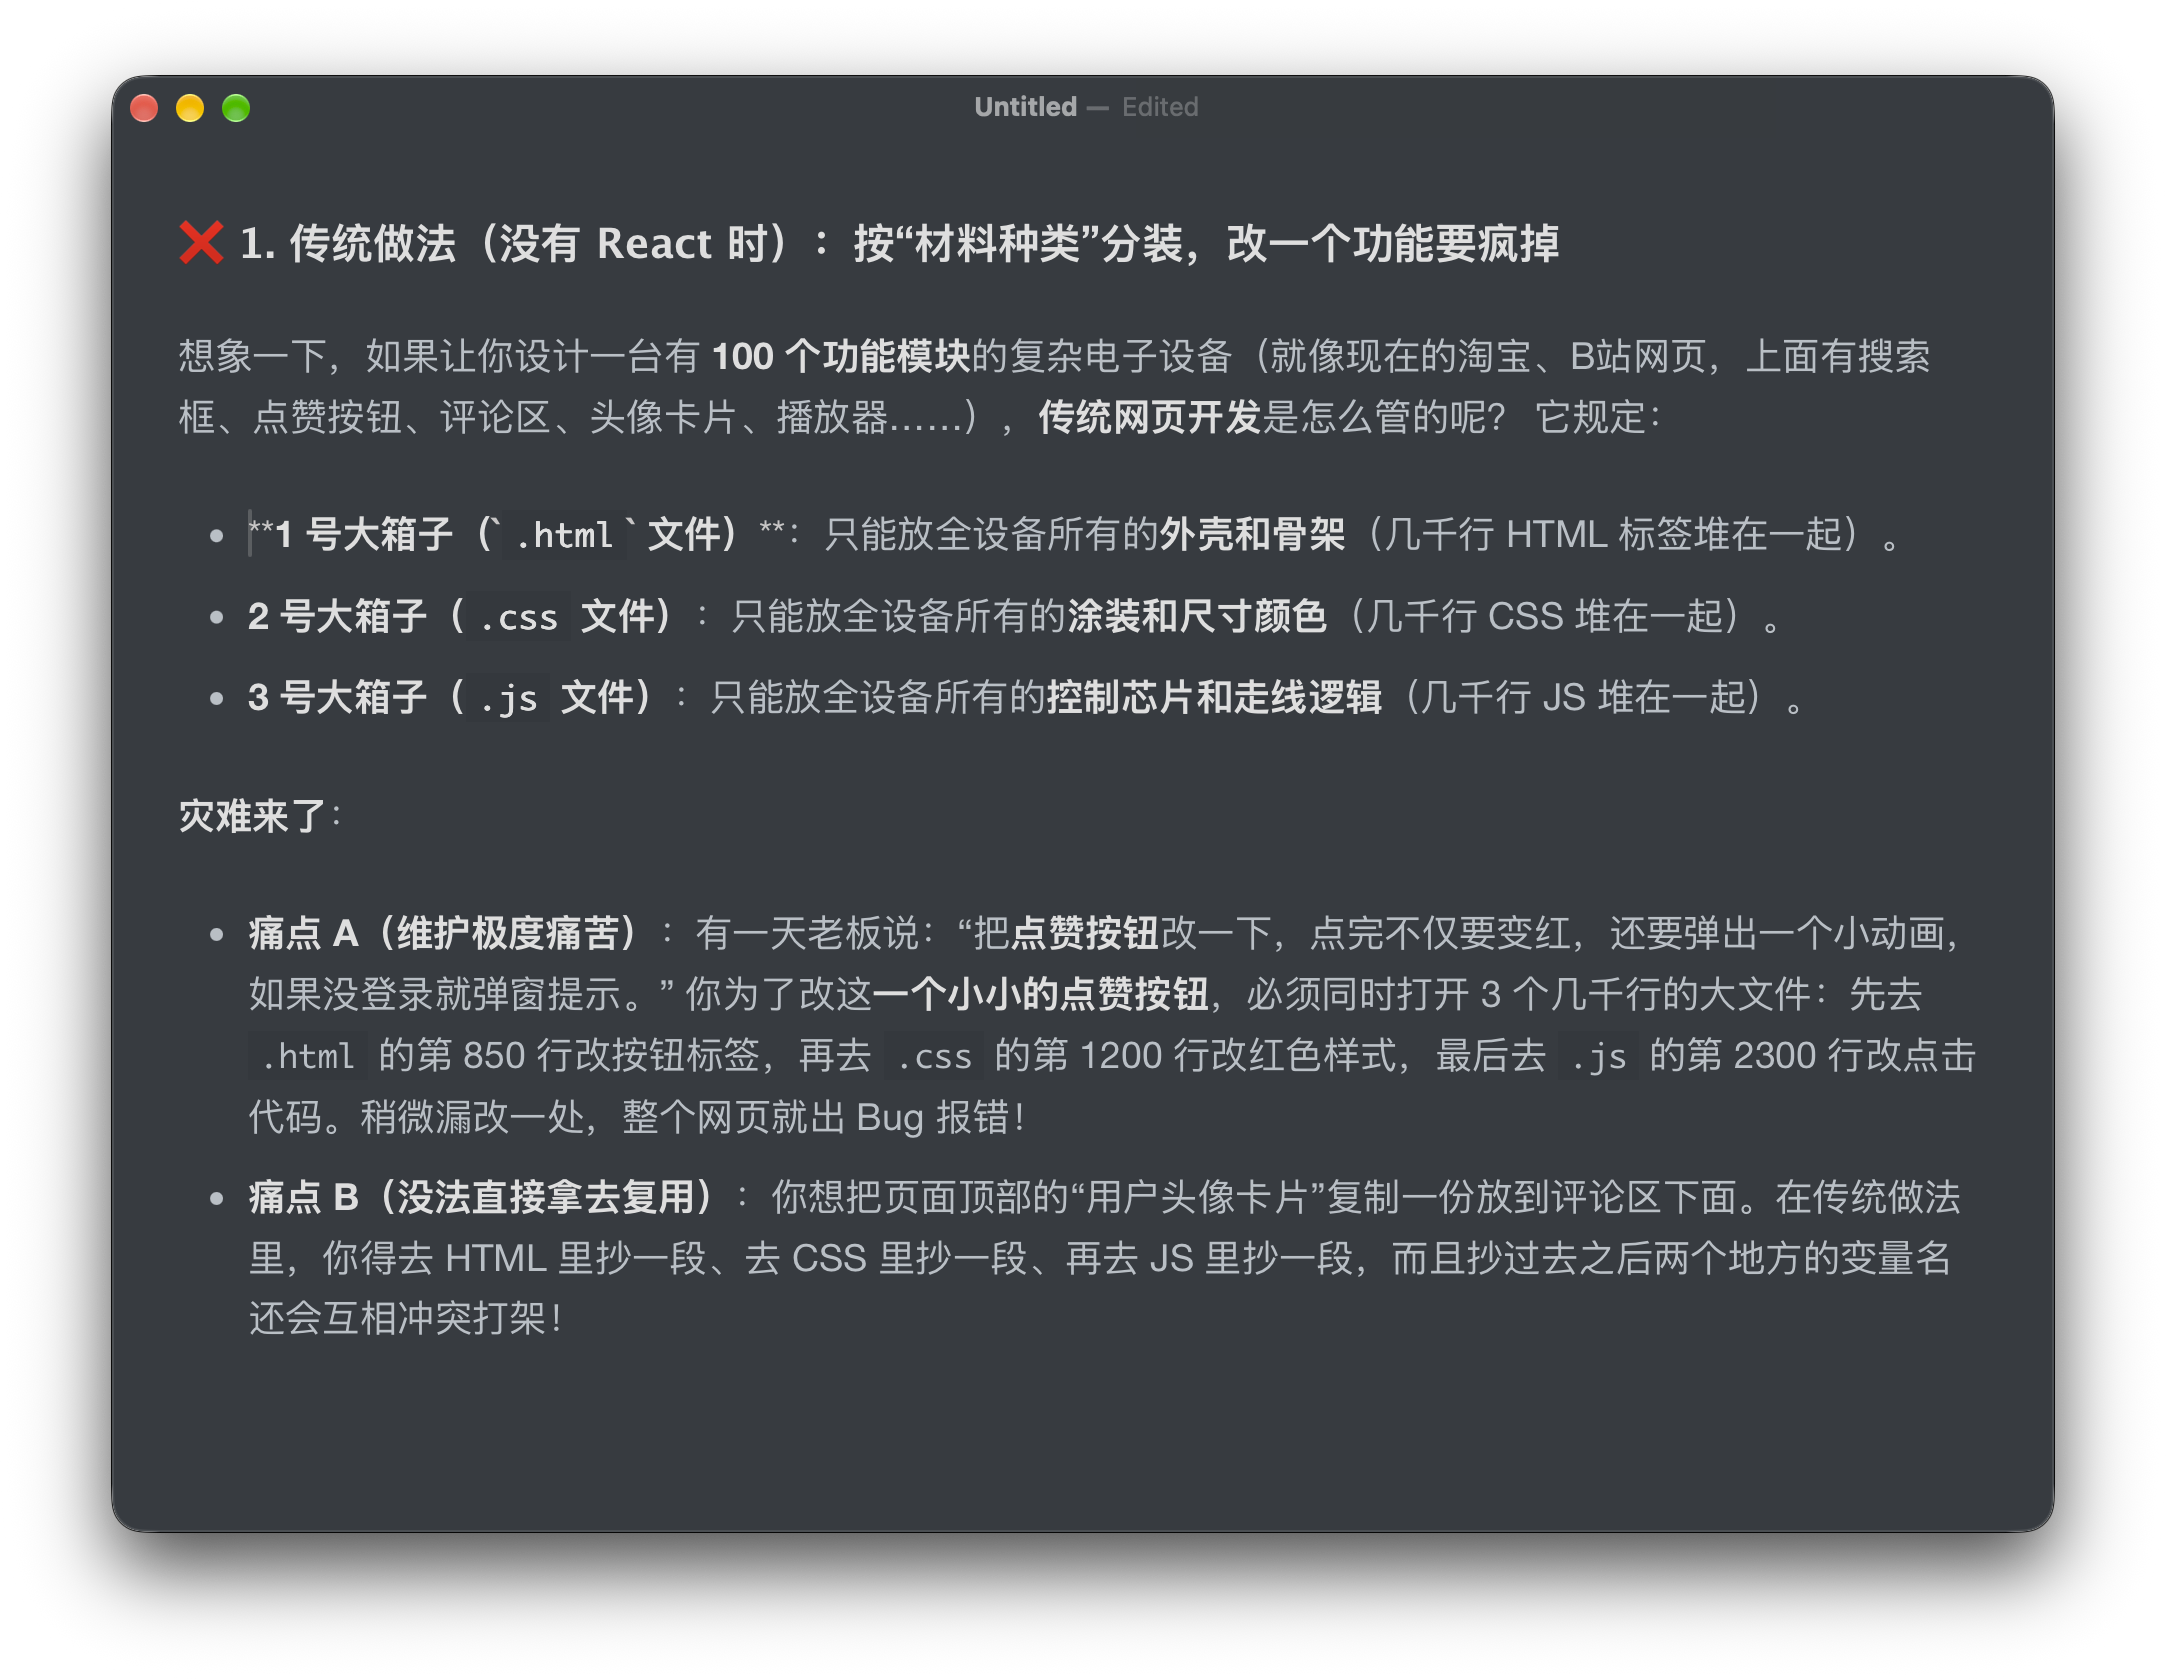 Untitled — Edited
❌ 1. 传统做法（没有 React 时）：按“材料种类”分装，改一个功能要疯掉
想象一下，如果让你设计一台有 100 个功能模块的复杂电子设备（就像现在的淘宝、B站网页，上面有搜索
框、点赞按钮、评论区、头像卡片、播放器……），传统网页开发是怎么管的呢？ 它规定：
• **1 号大箱子（`.html` 文件）**：只能放全设备所有的外壳和骨架（几千行 HTML 标签堆在一起）。
• 2 号大箱子（ .css 文件）：只能放全设备所有的涂装和尺寸颜色（几千行 CSS 堆在一起）。
• 3 号大箱子（ .js 文件）：只能放全设备所有的控制芯片和走线逻辑（几千行 JS 堆在一起）。
灾难来了：
• 痛点 A（维护极度痛苦）：有一天老板说：“把点赞按钮改一下，点完不仅要变红，还要弹出一个小动画，
如果没登录就弹窗提示。” 你为了改这一个小小的点赞按钮，必须同时打开 3 个几千行的大文件：先去
.html 的第 850 行改按钮标签，再去 .css 的第 1200 行改红色样式，最后去 .js 的第 2300 行改点击
代码。稍微漏改一处，整个网页就出 Bug 报错！
• 痛点 B（没法直接拿去复用）：你想把页面顶部的“用户头像卡片”复制一份放到评论区下面。在传统做法
里，你得去 HTML 里抄一段、去 CSS 里抄一段、再去 JS 里抄一段，而且抄过去之后两个地方的变量名
还会互相冲突打架！